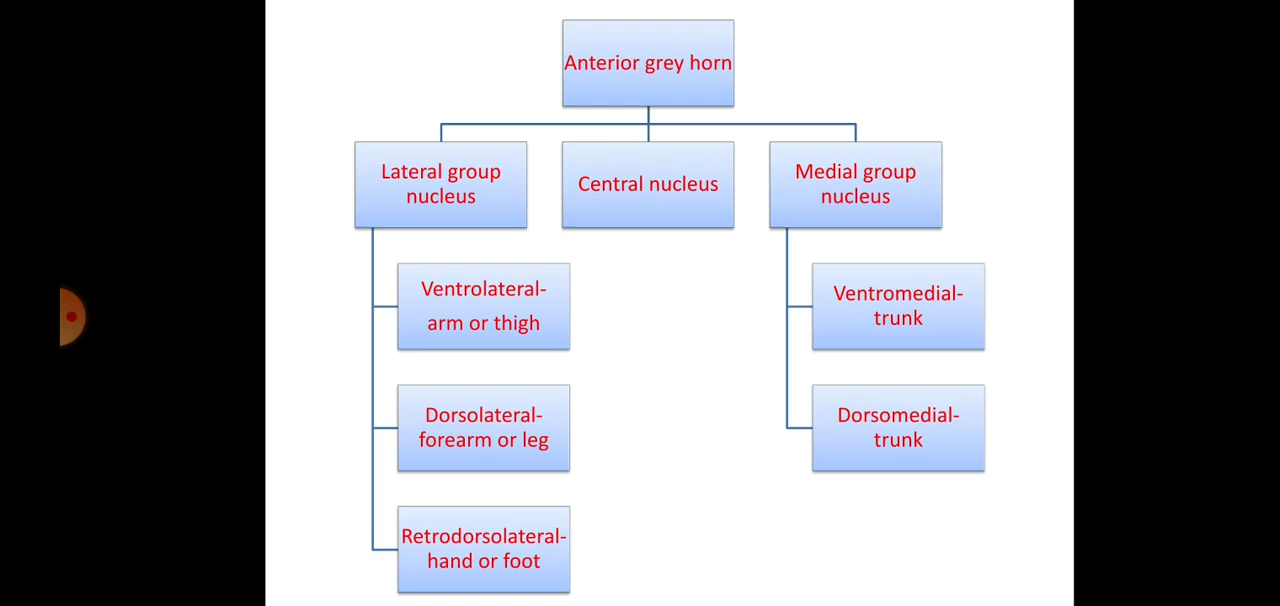 Anterior grey horn
Lateral group
nucleus
Central nucleus
Medial group
nucleus
Ventrolateral-
arm or thigh
Dorsolateral-
forearm or leg
Retrodorsolateral-
hand or foot
Ventromedial-
trunk
Dorsomedial-
trunk